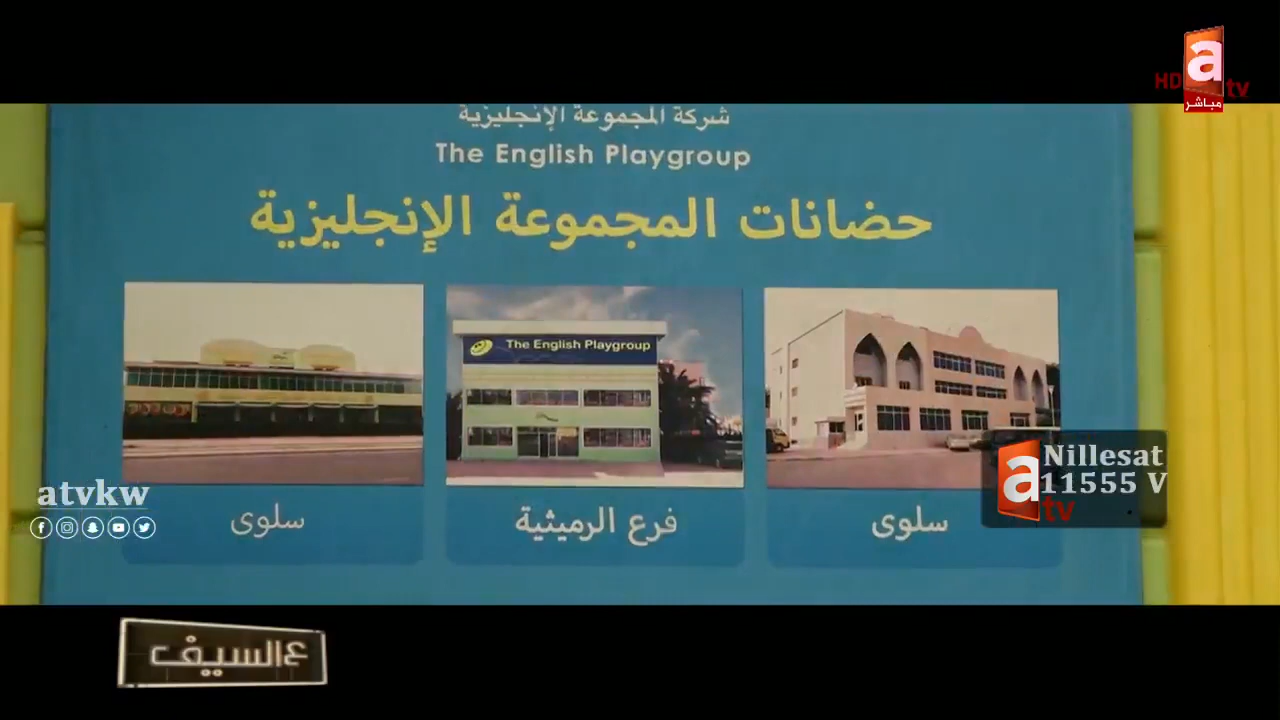 a
HD tv
مباشر
شركة المجموعة الإنجليزية
The English Playgroup
حضانات المجموعة الإنجليزية
The English Playgroup
Nillesat
11555 V
a tv
atvkw
سلوى
فرع الرميثية
سلوى
ع السيف